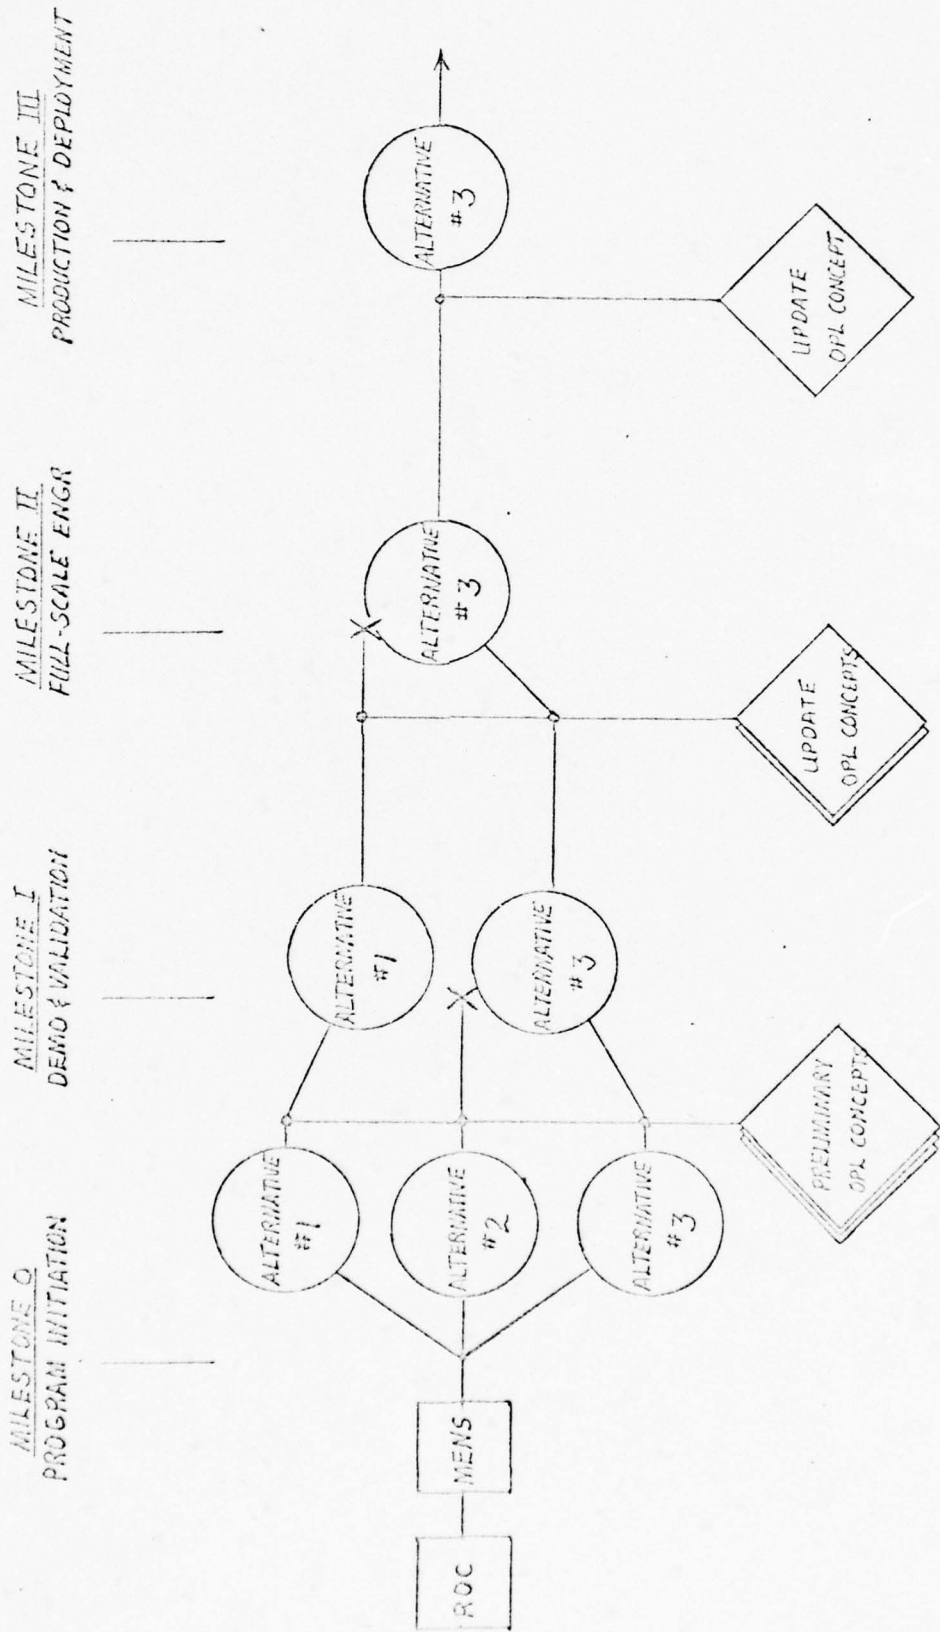 MILESTONE O
PROGRAM INITIATION
MILESTONE I
DEMO & VALIDATION
MILESTONE II
FULL-SCALE ENGR
MILESTONE III
PRODUCTION & DEPLOYMENT
ROC
MENS
ALTERNATIVE
#1
ALTERNATIVE
#2
ALTERNATIVE
#3
PRELIMINARY
OPL CONCEPTS
ALTERNATIVE
#1
ALTERNATIVE
#3
UPDATE
OPL CONCEPTS
ALTERNATIVE
#3
UPDATE
OPL CONCEPT
ALTERNATIVE
#3